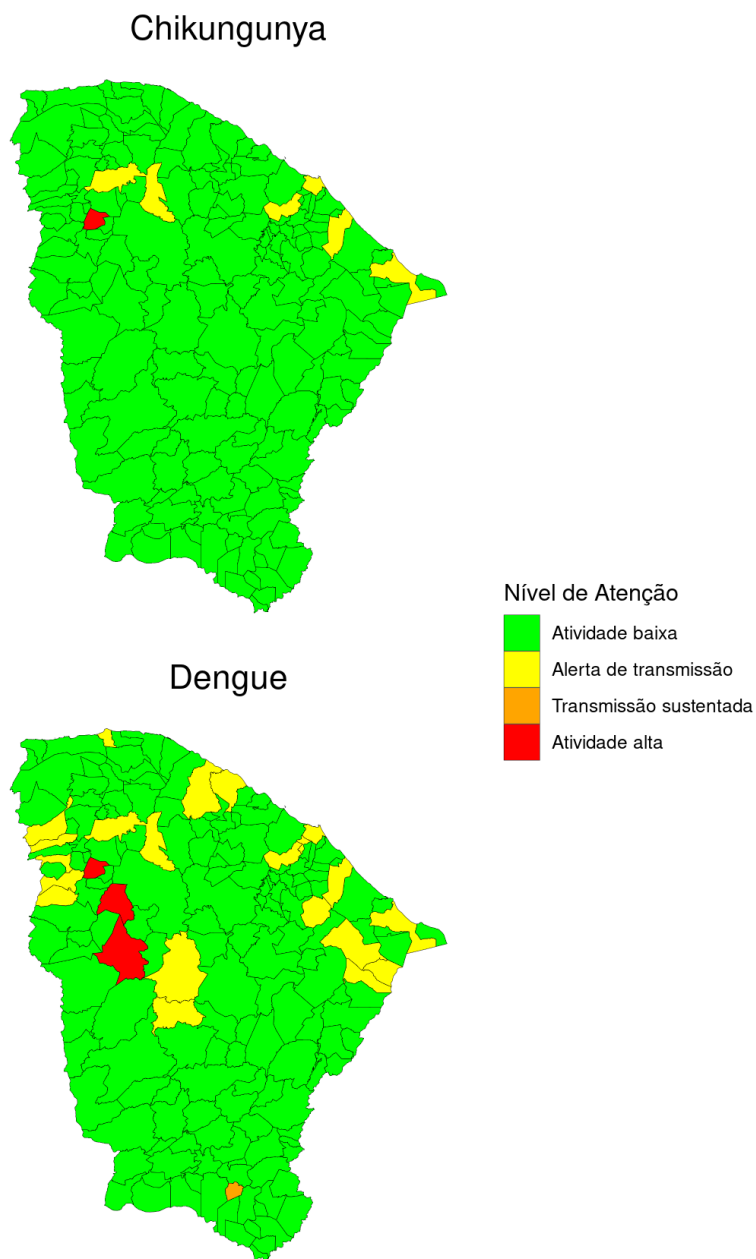 Chikungunya
Nível de Atenção
Atividade baixa
Alerta de transmissão
Transmissão sustentada
Atividade alta
Dengue